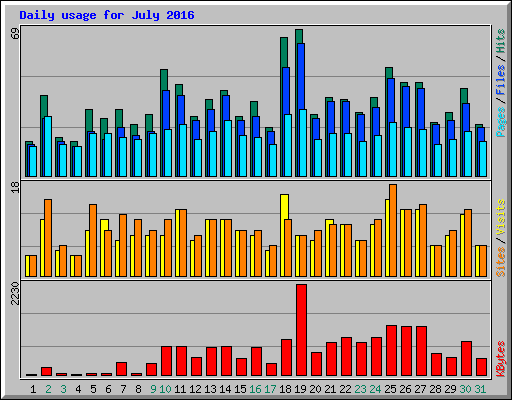 Daily usage for July 2016
69
Pages / Files / Hits
18
Sites / Visits
2230
KBytes
1 2 3 4 5 6 7 8 9 10 11 12 13 14 15 16 17 18 19 20 21 22 23 24 25 26 27 28 29 30 31